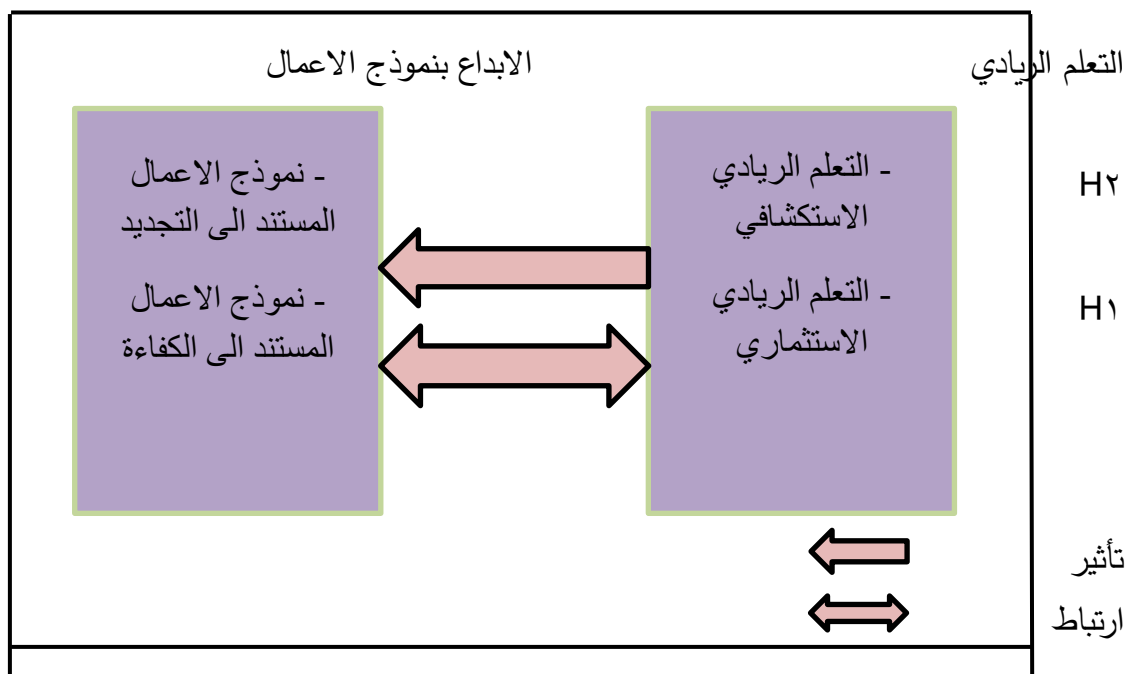 التعلم الريادي
الابداع بنموذج الاعمال
- التعلم الريادي
الاستكشافي
- التعلم الريادي
الاستثماري
- نموذج الاعمال
المستند الى التجديد
- نموذج الاعمال
المستند الى الكفاءة
H٢
H١
تأثير
ارتباط